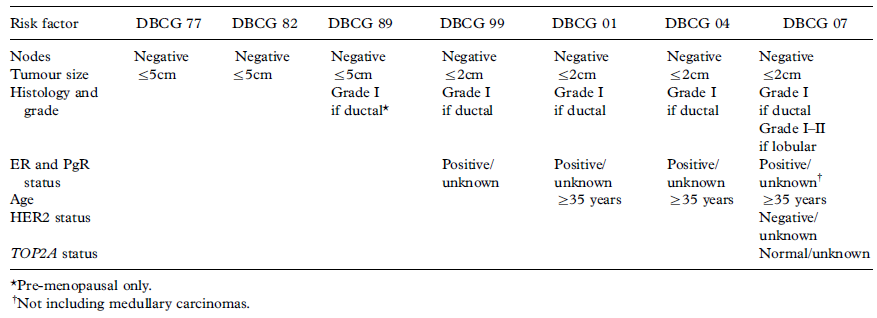 Risk factor DBCG 77 DBCG 82 DBCG 89 DBCG 99 DBCG 01 DBCG 04 DBCG 07
Nodes Negative Negative Negative Negative Negative Negative Negative
Tumour size ≤5cm ≤5cm ≤5cm ≤2cm ≤2cm ≤2cm ≤2cm
Histology and Grade I Grade I Grade I Grade I Grade I
grade if ductal* if ductal if ductal if ductal if ductal
Grade I–II
if lobular
ER and PgR Positive/ Positive/ Positive/ Positive/
status unknown unknown unknown unknown†
Age ≥35 years ≥35 years ≥35 years
HER2 status Negative/
unknown
TOP2A status Normal/unknown
*Pre-menopausal only.
†Not including medullary carcinomas.